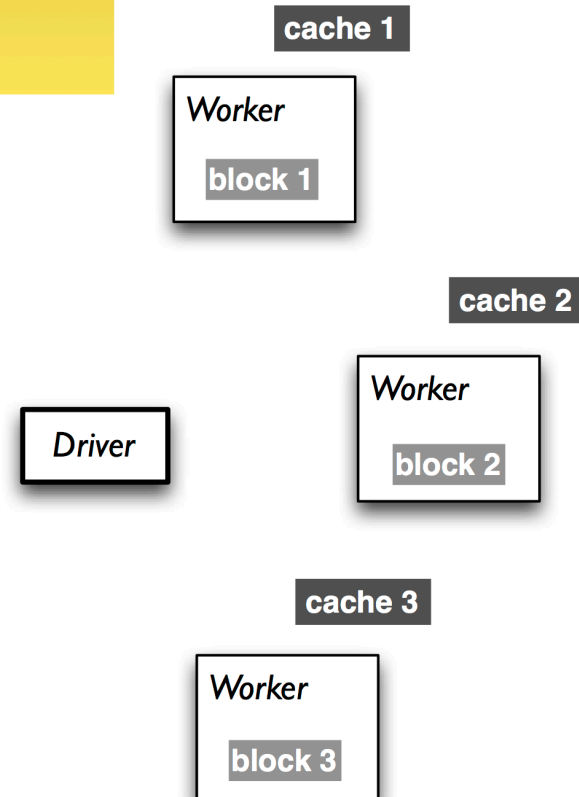 cache 1
Worker
block 1
cache 2
Worker
block 2
Driver
cache 3
Worker
block 3